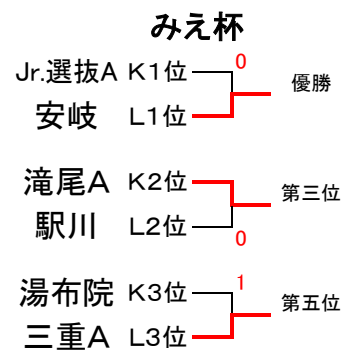 みえ杯
Jr.選抜A K1位 0
優勝
安岐 L1位
滝尾A K2位
第三位
駅川 L2位 0
湯布院 K3位 1
第五位
三重A L3位